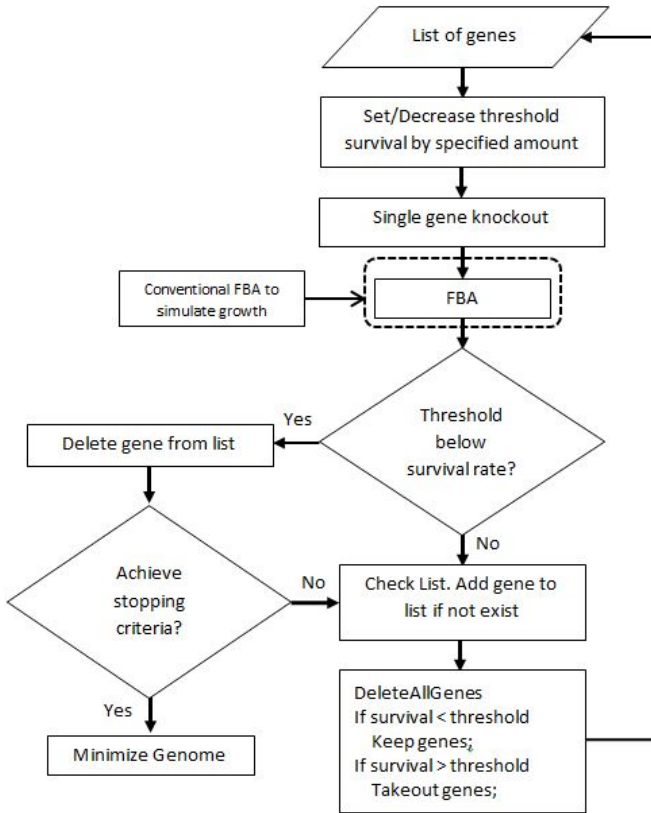 List of genes
Set/Decrease threshold
survival by specified amount
Single gene knockout
Conventional FBA to
simulate growth
FBA
Threshold
below
survival rate?
Yes
Delete gene from list
No
Achieve
stopping
criteria?
No
Check List. Add gene to
list if not exist
Yes
Minimize Genome
DeleteAllGenes
If survival < threshold
Keep genes;
If survival > threshold
Takeout genes;